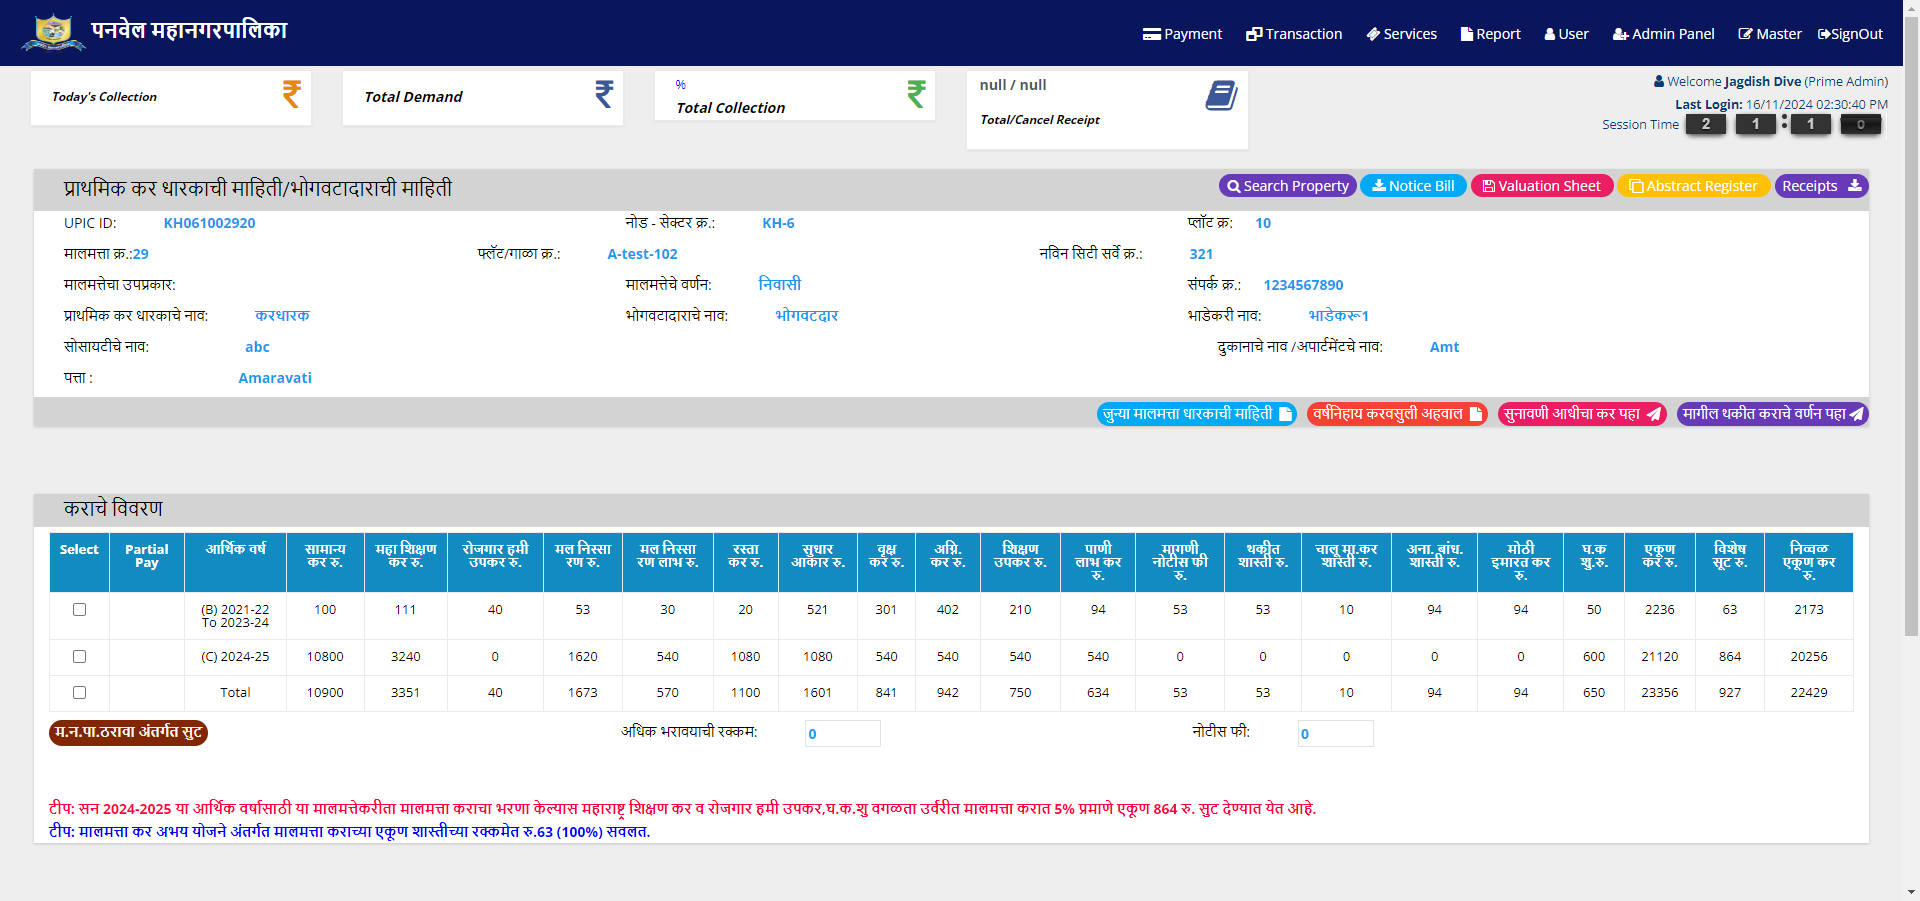 पनवेल महानगरपालिका
Payment Transaction Services Report User Admin Panel Master SignOut
Today's Collection
Total Demand
%
Total Collection
null / null
Total/Cancel Receipt
Welcome Jagdish Dive (Prime Admin)
Last Login: 16/11/2024 02:30:40 PM
Session Time 2 1 : 1 0
प्राथमिक कर धारकाची माहिती/भोगवटादाराची माहिती
Search Property Notice Bill Valuation Sheet Abstract Register Receipts
UPIC ID: KH061002920 नोड - सेक्टर क्र.: KH-6 प्लॉट क्र: 10
मालमत्ता क्र.:29 फ्लॅट/गाळा क्र.: A-test-102 नविन सिटी सर्वे क्र.: 321
मालमत्तेचा उपप्रकार: मालमत्तेचे वर्णन: निवासी संपर्क क्र.: 1234567890
प्राथमिक कर धारकाचे नाव: करधारक भोगवटादाराचे नाव: भोगवटदार भाडेकरी नाव: भाडेकरू1
सोसायटीचे नाव: abc दुकानाचे नाव /अपार्टमेंटचे नाव: Amt
पत्ता : Amaravati
जुन्या मालमत्ता धारकाची माहिती वर्षनिहाय करवसुली अहवाल सुनावणी आधीचा कर पहा मागील थकीत कराचे वर्णन पहा
कराचे विवरण
Select Partial Pay आर्थिक वर्ष सामान्य कर रु. महा शिक्षण कर रु. रोजगार हमी उपकर रु. मल निस्सा रण रु. मल निस्सा रण लाभ रु. रस्ता कर रु. सुधार आकार रु. वृक्ष कर रु. अग्नि. कर रु. शिक्षण उपकर रु. पाणी लाभ कर रु. मागणी नोटीस फी रु. थकीत शास्ती रु. चालू मा.कर शास्ती रु. अना. बांध. शास्ती रु. मोठी इमारत कर रु. घ.क शु.रु. एकूण कर रु. विशेष सूट रु. निव्वळ एकूण कर रु.
(B) 2021-22 To 2023-24 100 111 40 53 30 20 521 301 402 210 94 53 53 10 94 94 50 2236 63 2173
(C) 2024-25 10800 3240 0 1620 540 1080 1080 540 540 540 540 0 0 0 0 0 600 21120 864 20256
Total 10900 3351 40 1673 570 1100 1601 841 942 750 634 53 53 10 94 94 650 23356 927 22429
म.न.पा.ठरावा अंतर्गत सुट अधिक भरावयाची रक्कम: 0 नोटीस फी: 0
टीप: सन 2024-2025 या आर्थिक वर्षासाठी या मालमत्तेकरीता मालमत्ता कराचा भरणा केल्यास महाराष्ट्र शिक्षण कर व रोजगार हमी उपकर,घ.क.शु वगळता उर्वरीत मालमत्ता करात 5% प्रमाणे एकूण 864 रु. सुट देण्यात येत आहे.
टीप: मालमत्ता कर अभय योजने अंतर्गत मालमत्ता कराच्या एकूण शास्तीच्या रक्कमेत रु.63 (100%) सवलत.